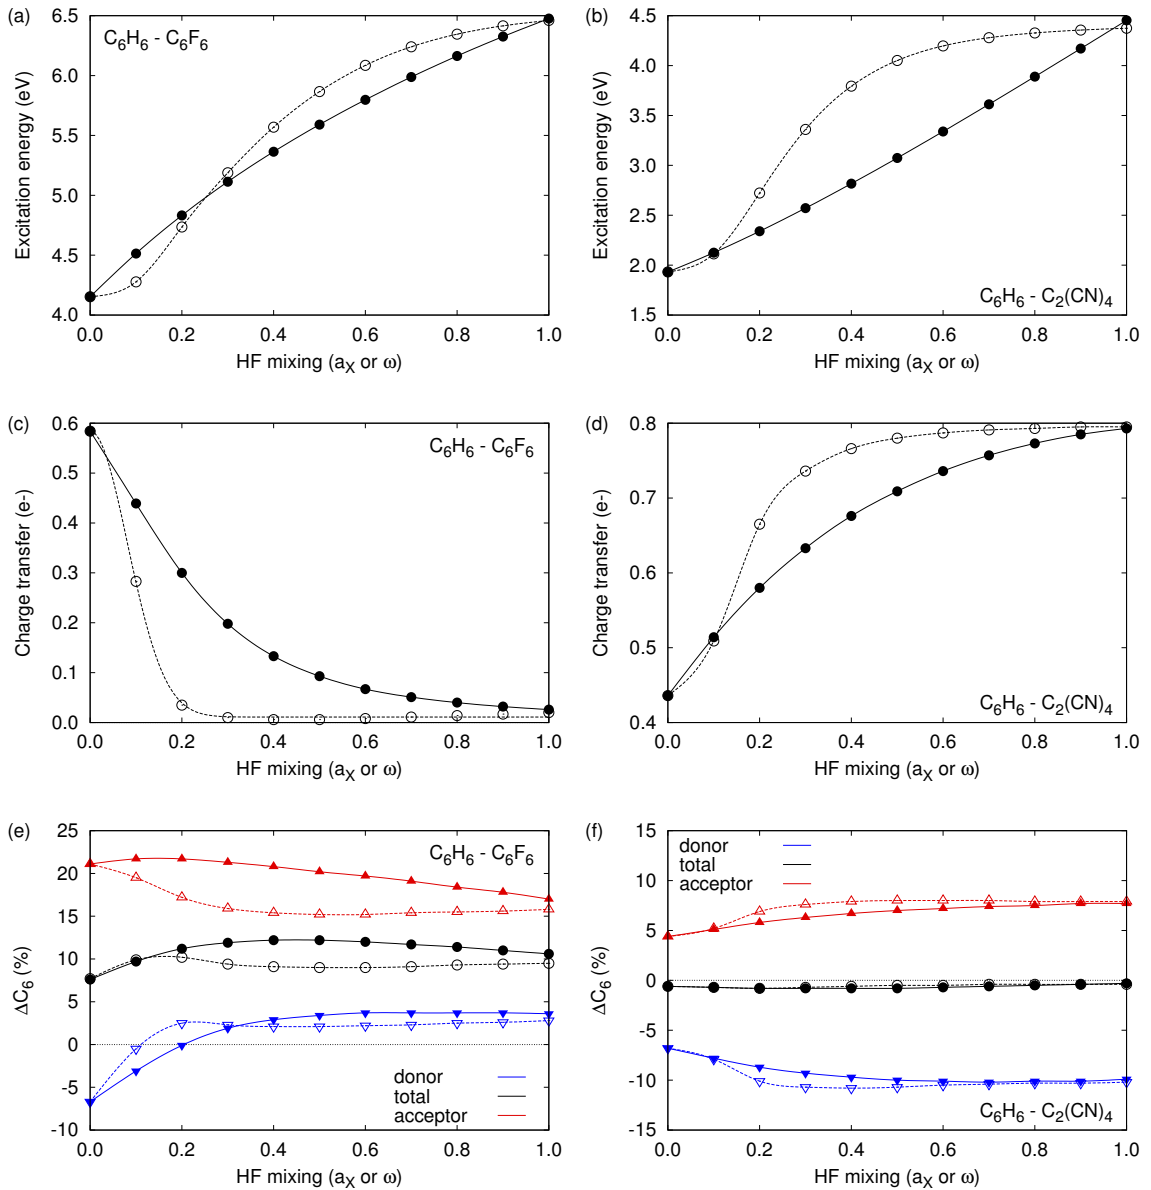 (a)
6.5
6.0
5.5
5.0
4.5
4.0
Excitation energy (eV)
C6H6 - C6F6
0.0 0.2 0.4 0.6 0.8 1.0
HF mixing (aX or ω)
(b)
4.5
4.0
3.5
3.0
2.5
2.0
1.5
Excitation energy (eV)
C6H6 - C2(CN)4
0.0 0.2 0.4 0.6 0.8 1.0
HF mixing (aX or ω)
(c)
0.6
0.5
0.4
0.3
0.2
0.1
0.0
Charge transfer (e-)
C6H6 - C6F6
0.0 0.2 0.4 0.6 0.8 1.0
HF mixing (aX or ω)
(d)
0.8
0.7
0.6
0.5
0.4
Charge transfer (e-)
C6H6 - C2(CN)4
0.0 0.2 0.4 0.6 0.8 1.0
HF mixing (aX or ω)
(e)
25
20
15
10
5
0
-5
-10
ΔC6 (%)
C6H6 - C6F6
donor
total
acceptor
0.0 0.2 0.4 0.6 0.8 1.0
HF mixing (aX or ω)
(f)
15
10
5
0
-5
-10
-15
ΔC6 (%)
donor
total
acceptor
C6H6 - C2(CN)4
0.0 0.2 0.4 0.6 0.8 1.0
HF mixing (aX or ω)